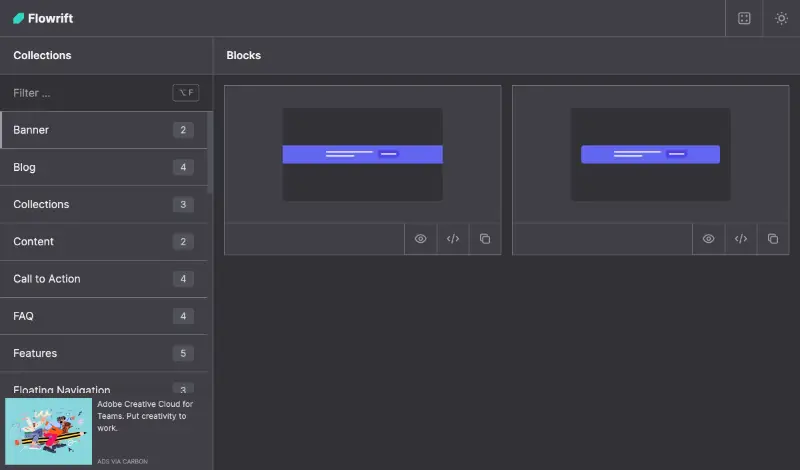 Flowrift
Collections
Blocks
Filter ...
⌥ F
Banner
2
Blog
4
Collections
3
Content
2
Call to Action
4
FAQ
4
Features
5
Floating Navigation
3
Adobe Creative Cloud for
Teams. Put creativity to
work.
ADS VIA CARBON